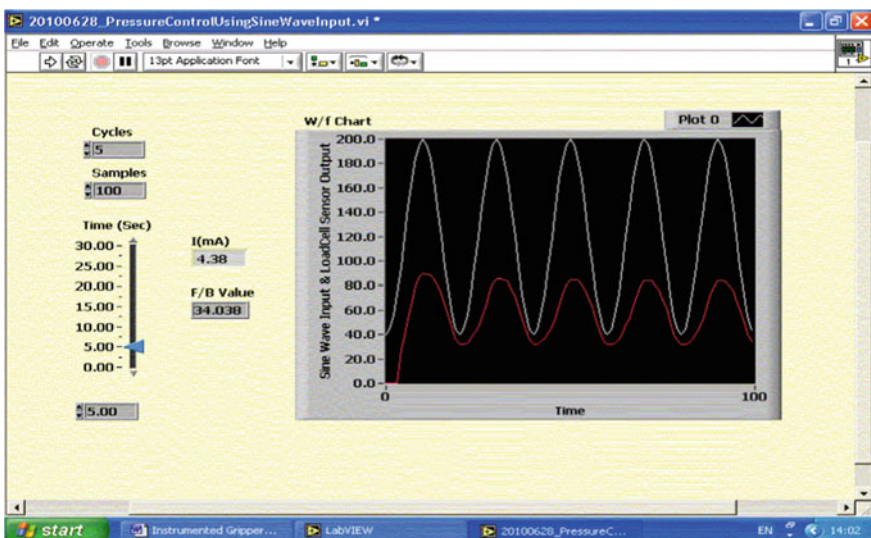 20100628_PressureControlUsingSineWaveInput.vi *
File Edit Operate Tools Browse Window Help
13pt Application Font
1
Cycles
5
Samples
100
Time (Sec)
30.00
25.00
20.00
15.00
10.00
5.00
0.00
5.00
I(mA)
4.38
F/B Value
34.038
W/f Chart
Plot 0
Sine Wave Input & LoadCell Sensor Output
200.0
180.0
160.0
140.0
120.0
100.0
80.0
60.0
40.0
20.0
0.0
0
100
Time
start
Instrumented Gripper...
LabVIEW
20100628_PressureC...
EN
14:02